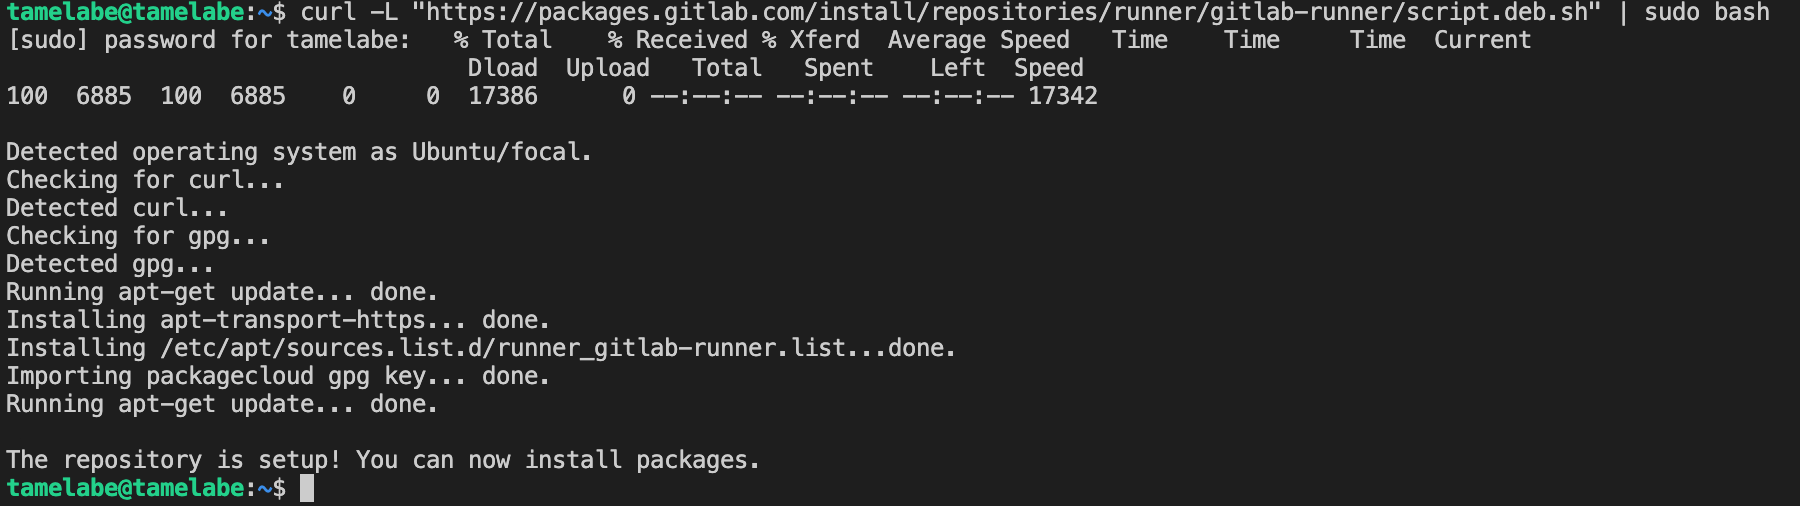 tamelabe@tamelabe:~$ curl -L "https://packages.gitlab.com/install/repositories/runner/gitlab-runner/script.deb.sh" | sudo bash
[sudo] password for tamelabe:   % Total    % Received % Xferd  Average Speed   Time    Time     Time  Current
                                 Dload  Upload   Total   Spent    Left  Speed
100  6885  100  6885    0     0  17386      0 --:--:-- --:--:-- --:--:-- 17342

Detected operating system as Ubuntu/focal.
Checking for curl...
Detected curl...
Checking for gpg...
Detected gpg...
Running apt-get update... done.
Installing apt-transport-https... done.
Installing /etc/apt/sources.list.d/runner_gitlab-runner.list...done.
Importing packagecloud gpg key... done.
Running apt-get update... done.

The repository is setup! You can now install packages.
tamelabe@tamelabe:~$